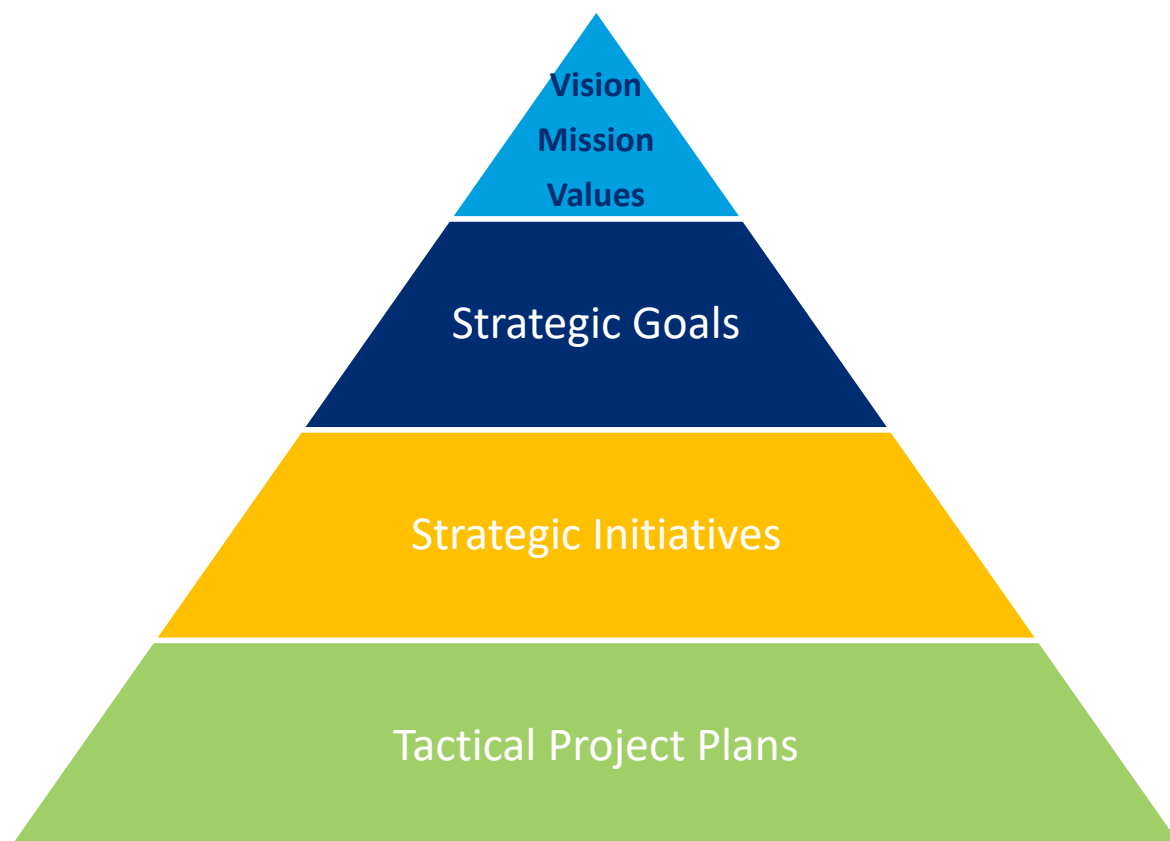 Vision
Mission
Values
Strategic Goals
Strategic Initiatives
Tactical Project Plans